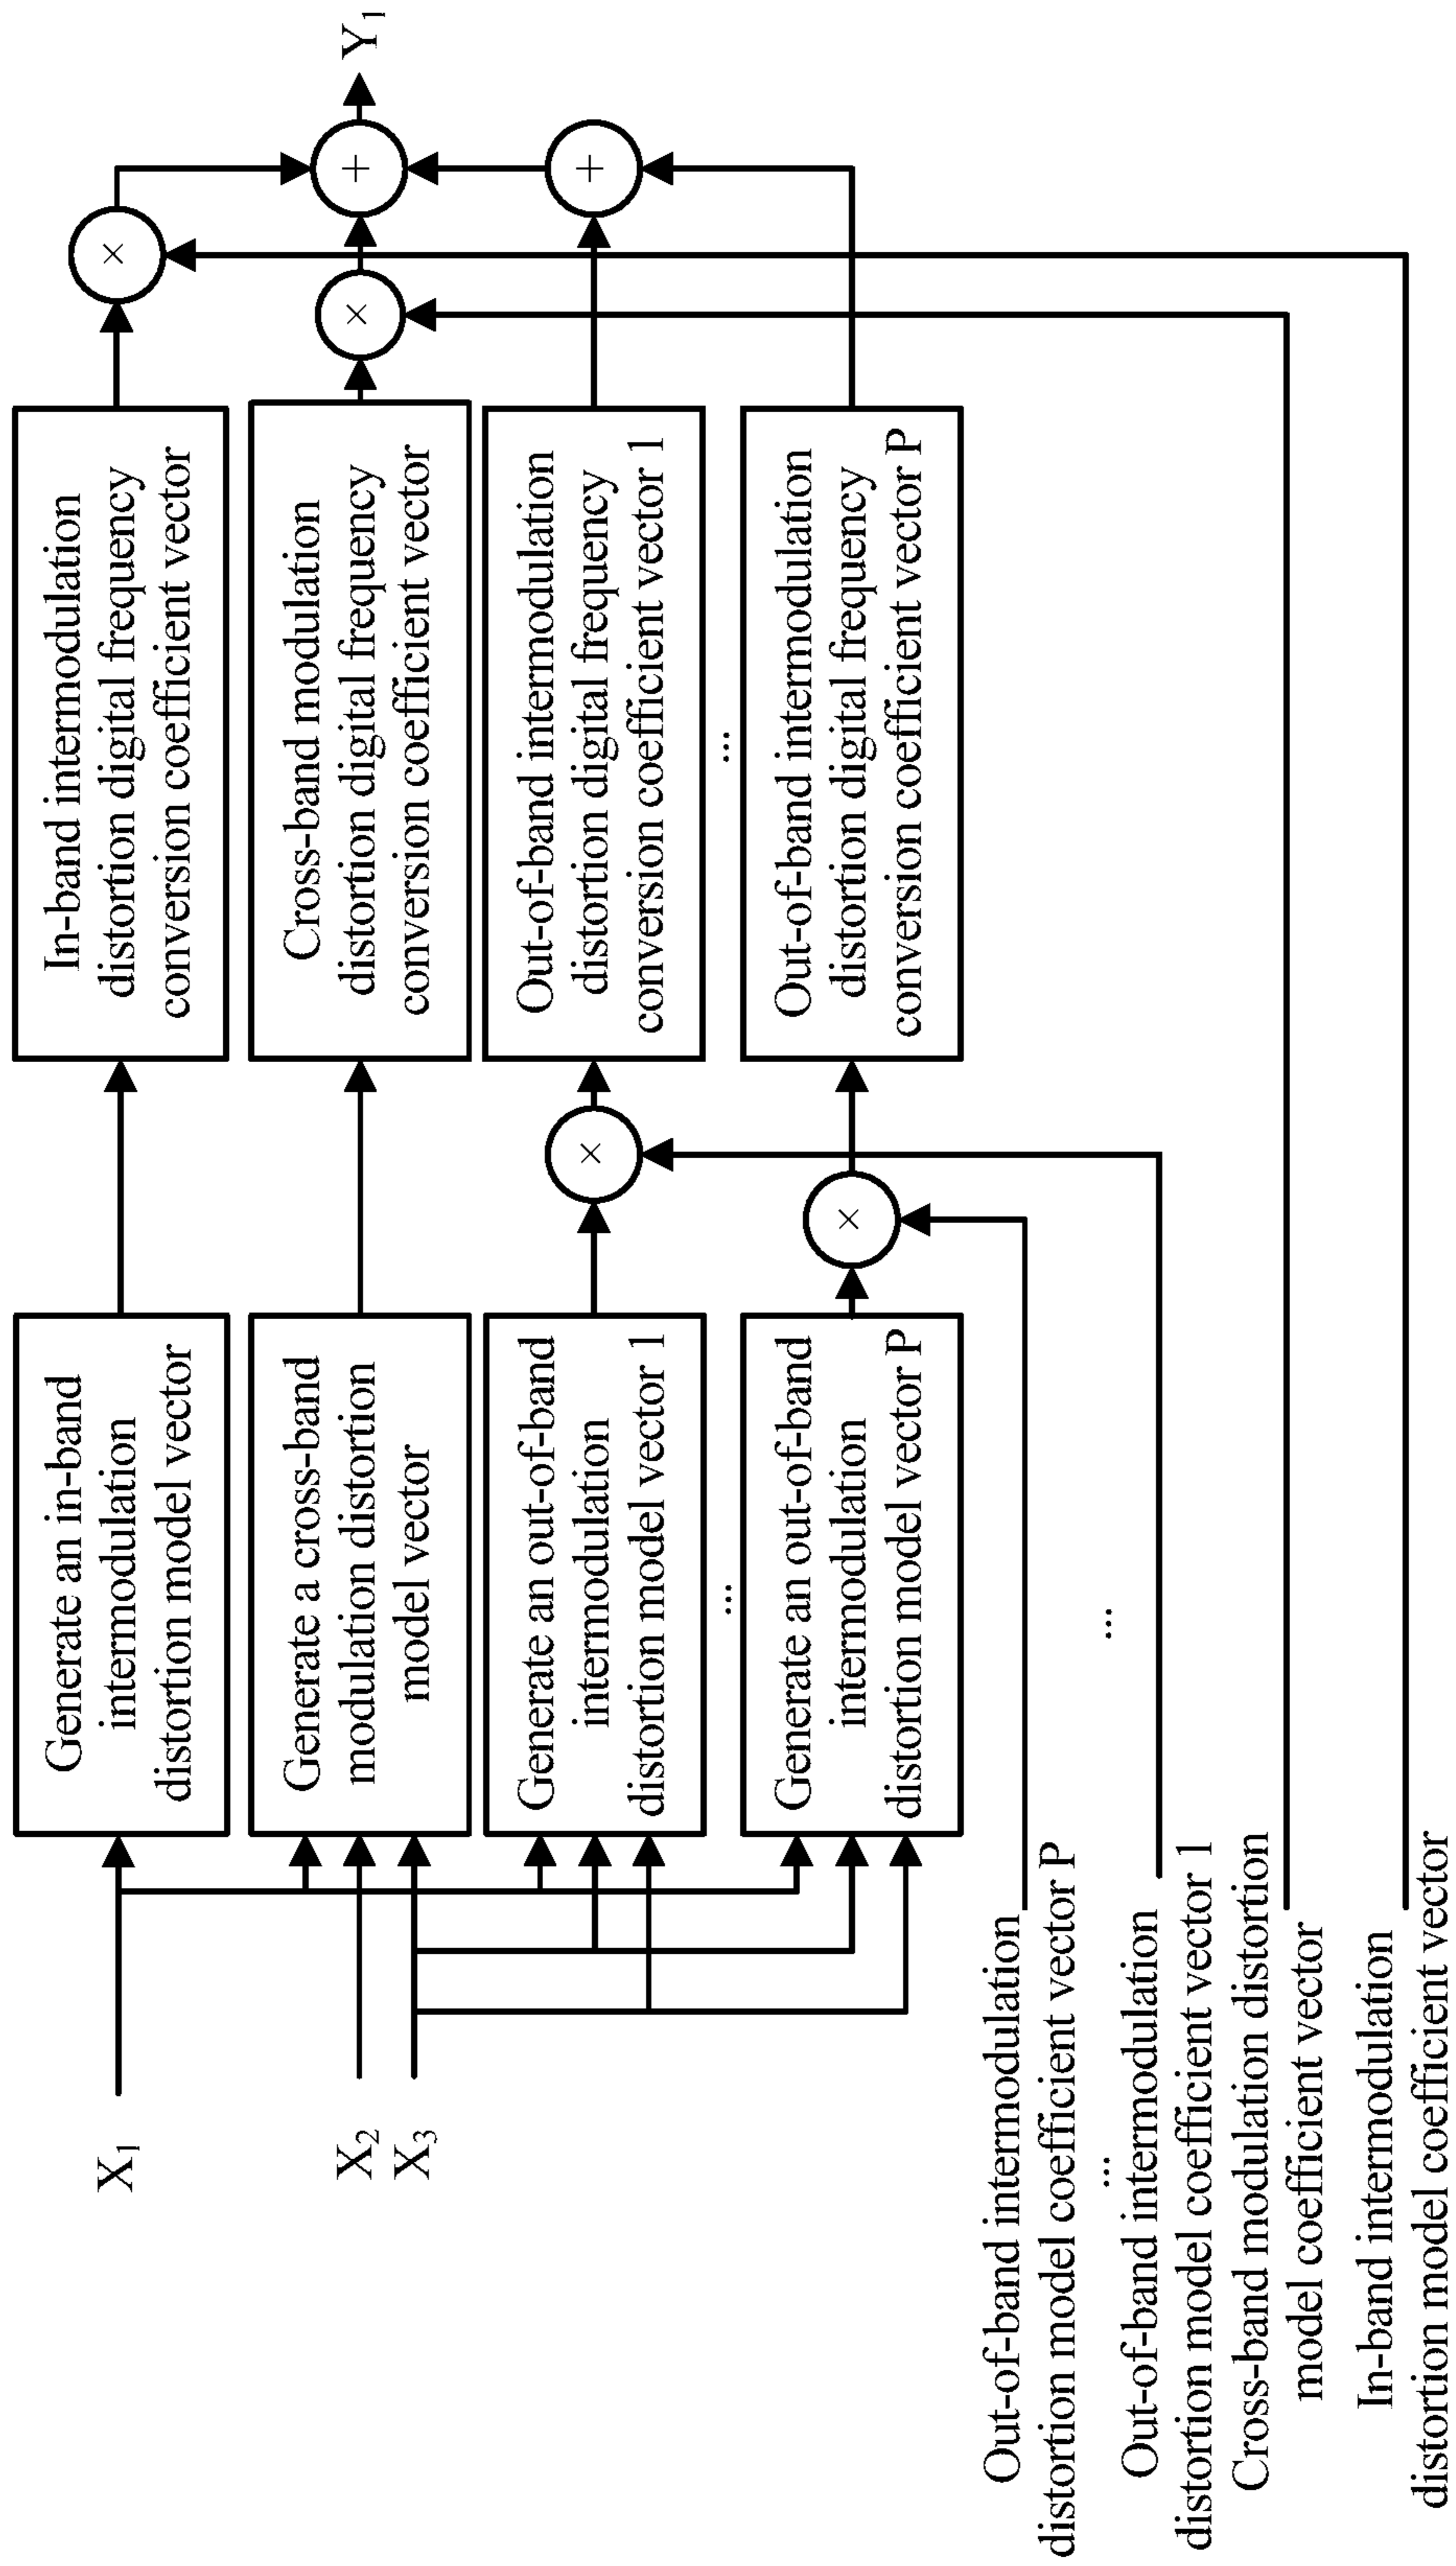 X1
X2
X3
Generate an in-band
intermodulation
distortion model vector
Generate a cross-band
modulation distortion
model vector
Generate an out-of-band
intermodulation
distortion model vector 1
...
Generate an out-of-band
intermodulation
distortion model vector P
×
×
In-band intermodulation
distortion digital frequency
conversion coefficient vector
Cross-band modulation
distortion digital frequency
conversion coefficient vector
Out-of-band intermodulation
distortion digital frequency
conversion coefficient vector 1
...
Out-of-band intermodulation
distortion digital frequency
conversion coefficient vector P
×
×
+
+
Y1
Out-of-band intermodulation
distortion model coefficient vector P
...
...
Out-of-band intermodulation
distortion model coefficient vector 1
Cross-band modulation distortion
model coefficient vector
In-band intermodulation
distortion model coefficient vector